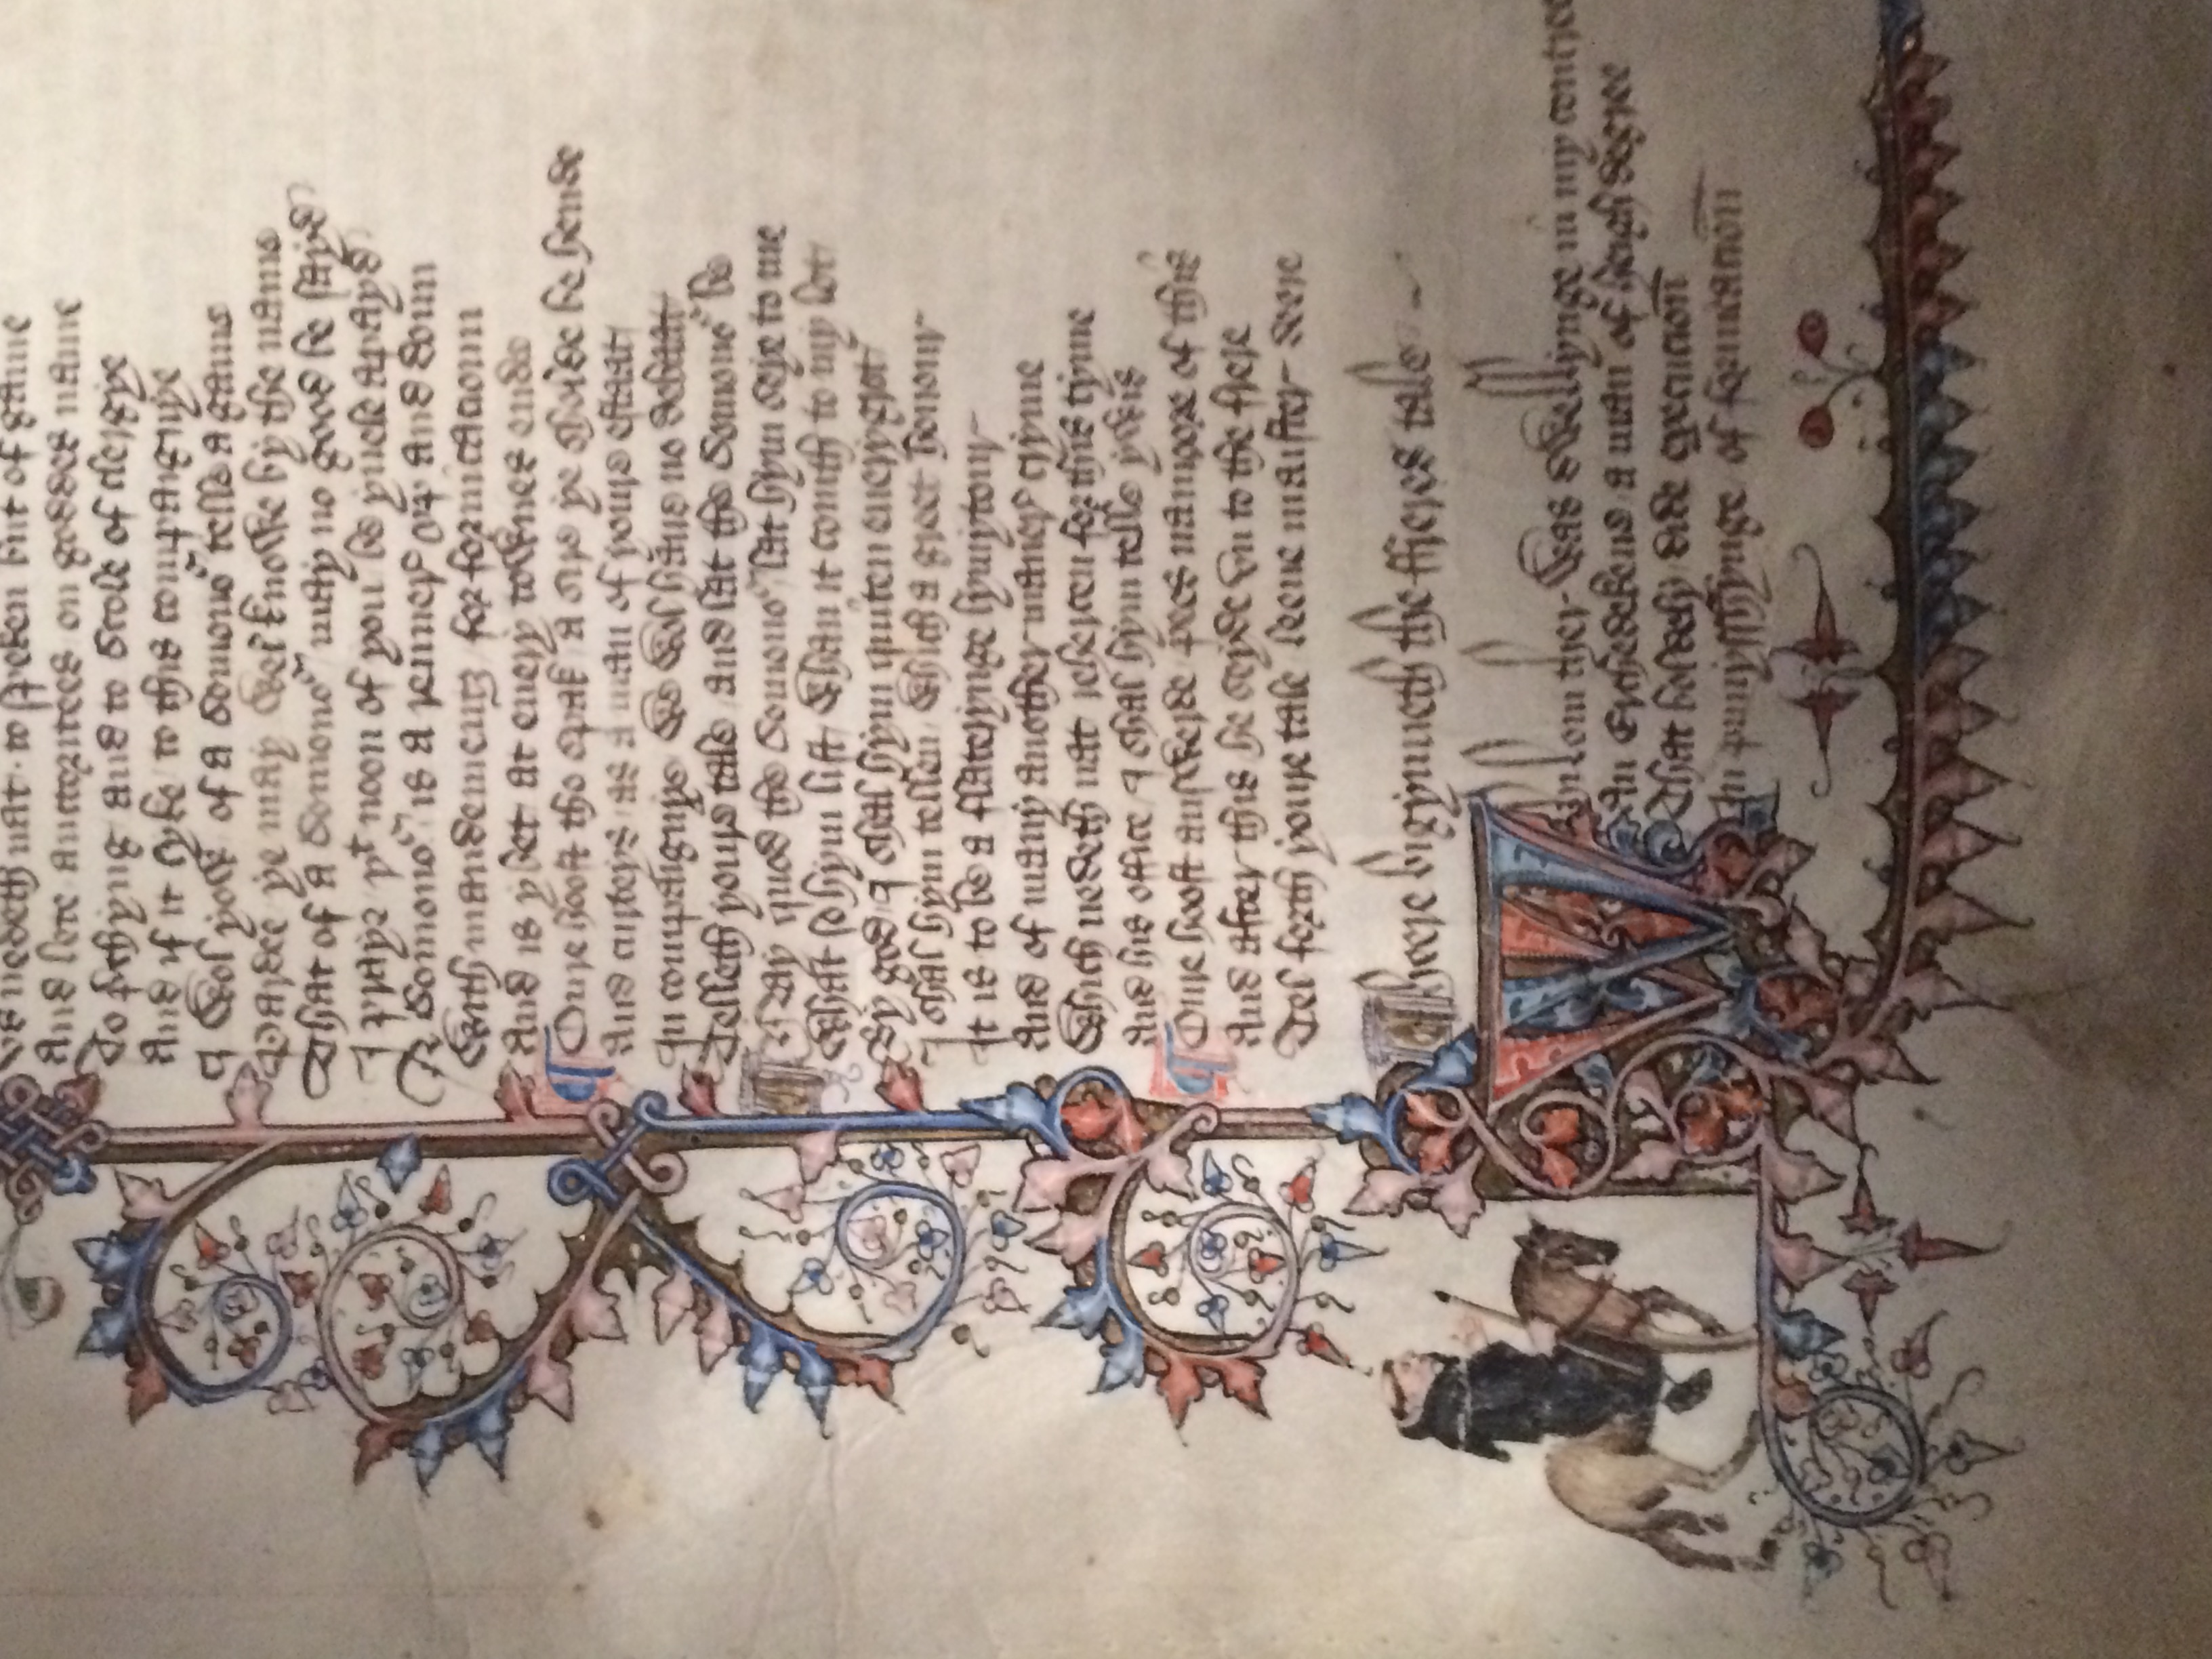 vs nedeth nat to speken but of game
And lete auctoritees on goddes name
To p̄chyng and to Scole of clergye
And if it lyke to this compaignye
I wol yow of a Somono᷑ telle a game
Pardee ye may wel knowe by the name
That of a Somono᷑ may no good be sayd
I praye yͭ noon of you be yuele apayd
A Somono᷑ is a renner vp and doun
With mandementz for fornicacioun
And is ybet at euery townes ende
¶ Oure hoost tho spak a sire ye sholde be hende
And curteys as a man of youre estaat
In compaignye we wol haue no debaat
Telleth youre tale and lat the Somono᷑ be
¶ Nay quod the Somono᷑ lat hym seye to me
What so hym list whan it comth to my lot
By god I shal hym quiten euery grot
I shal hym tellen which a greet honour
It is to be a flaterynge lymytour
And of many another maner cryme
Which nedeth nat rehercen for this tyme
And his office I shal hym telle ywis
¶ Oure hoost answerde pees namoore of this
And after this he seyde vn to the frere
Tel forth youre tale leeue maister deere
¶ Heere bigynneth the ffreres tale
Whilom ther was dwellynge in my contree
An Erchedekene a man of heigh degree
That boldely dide execucion̄
In punysshynge of fornicacion̄